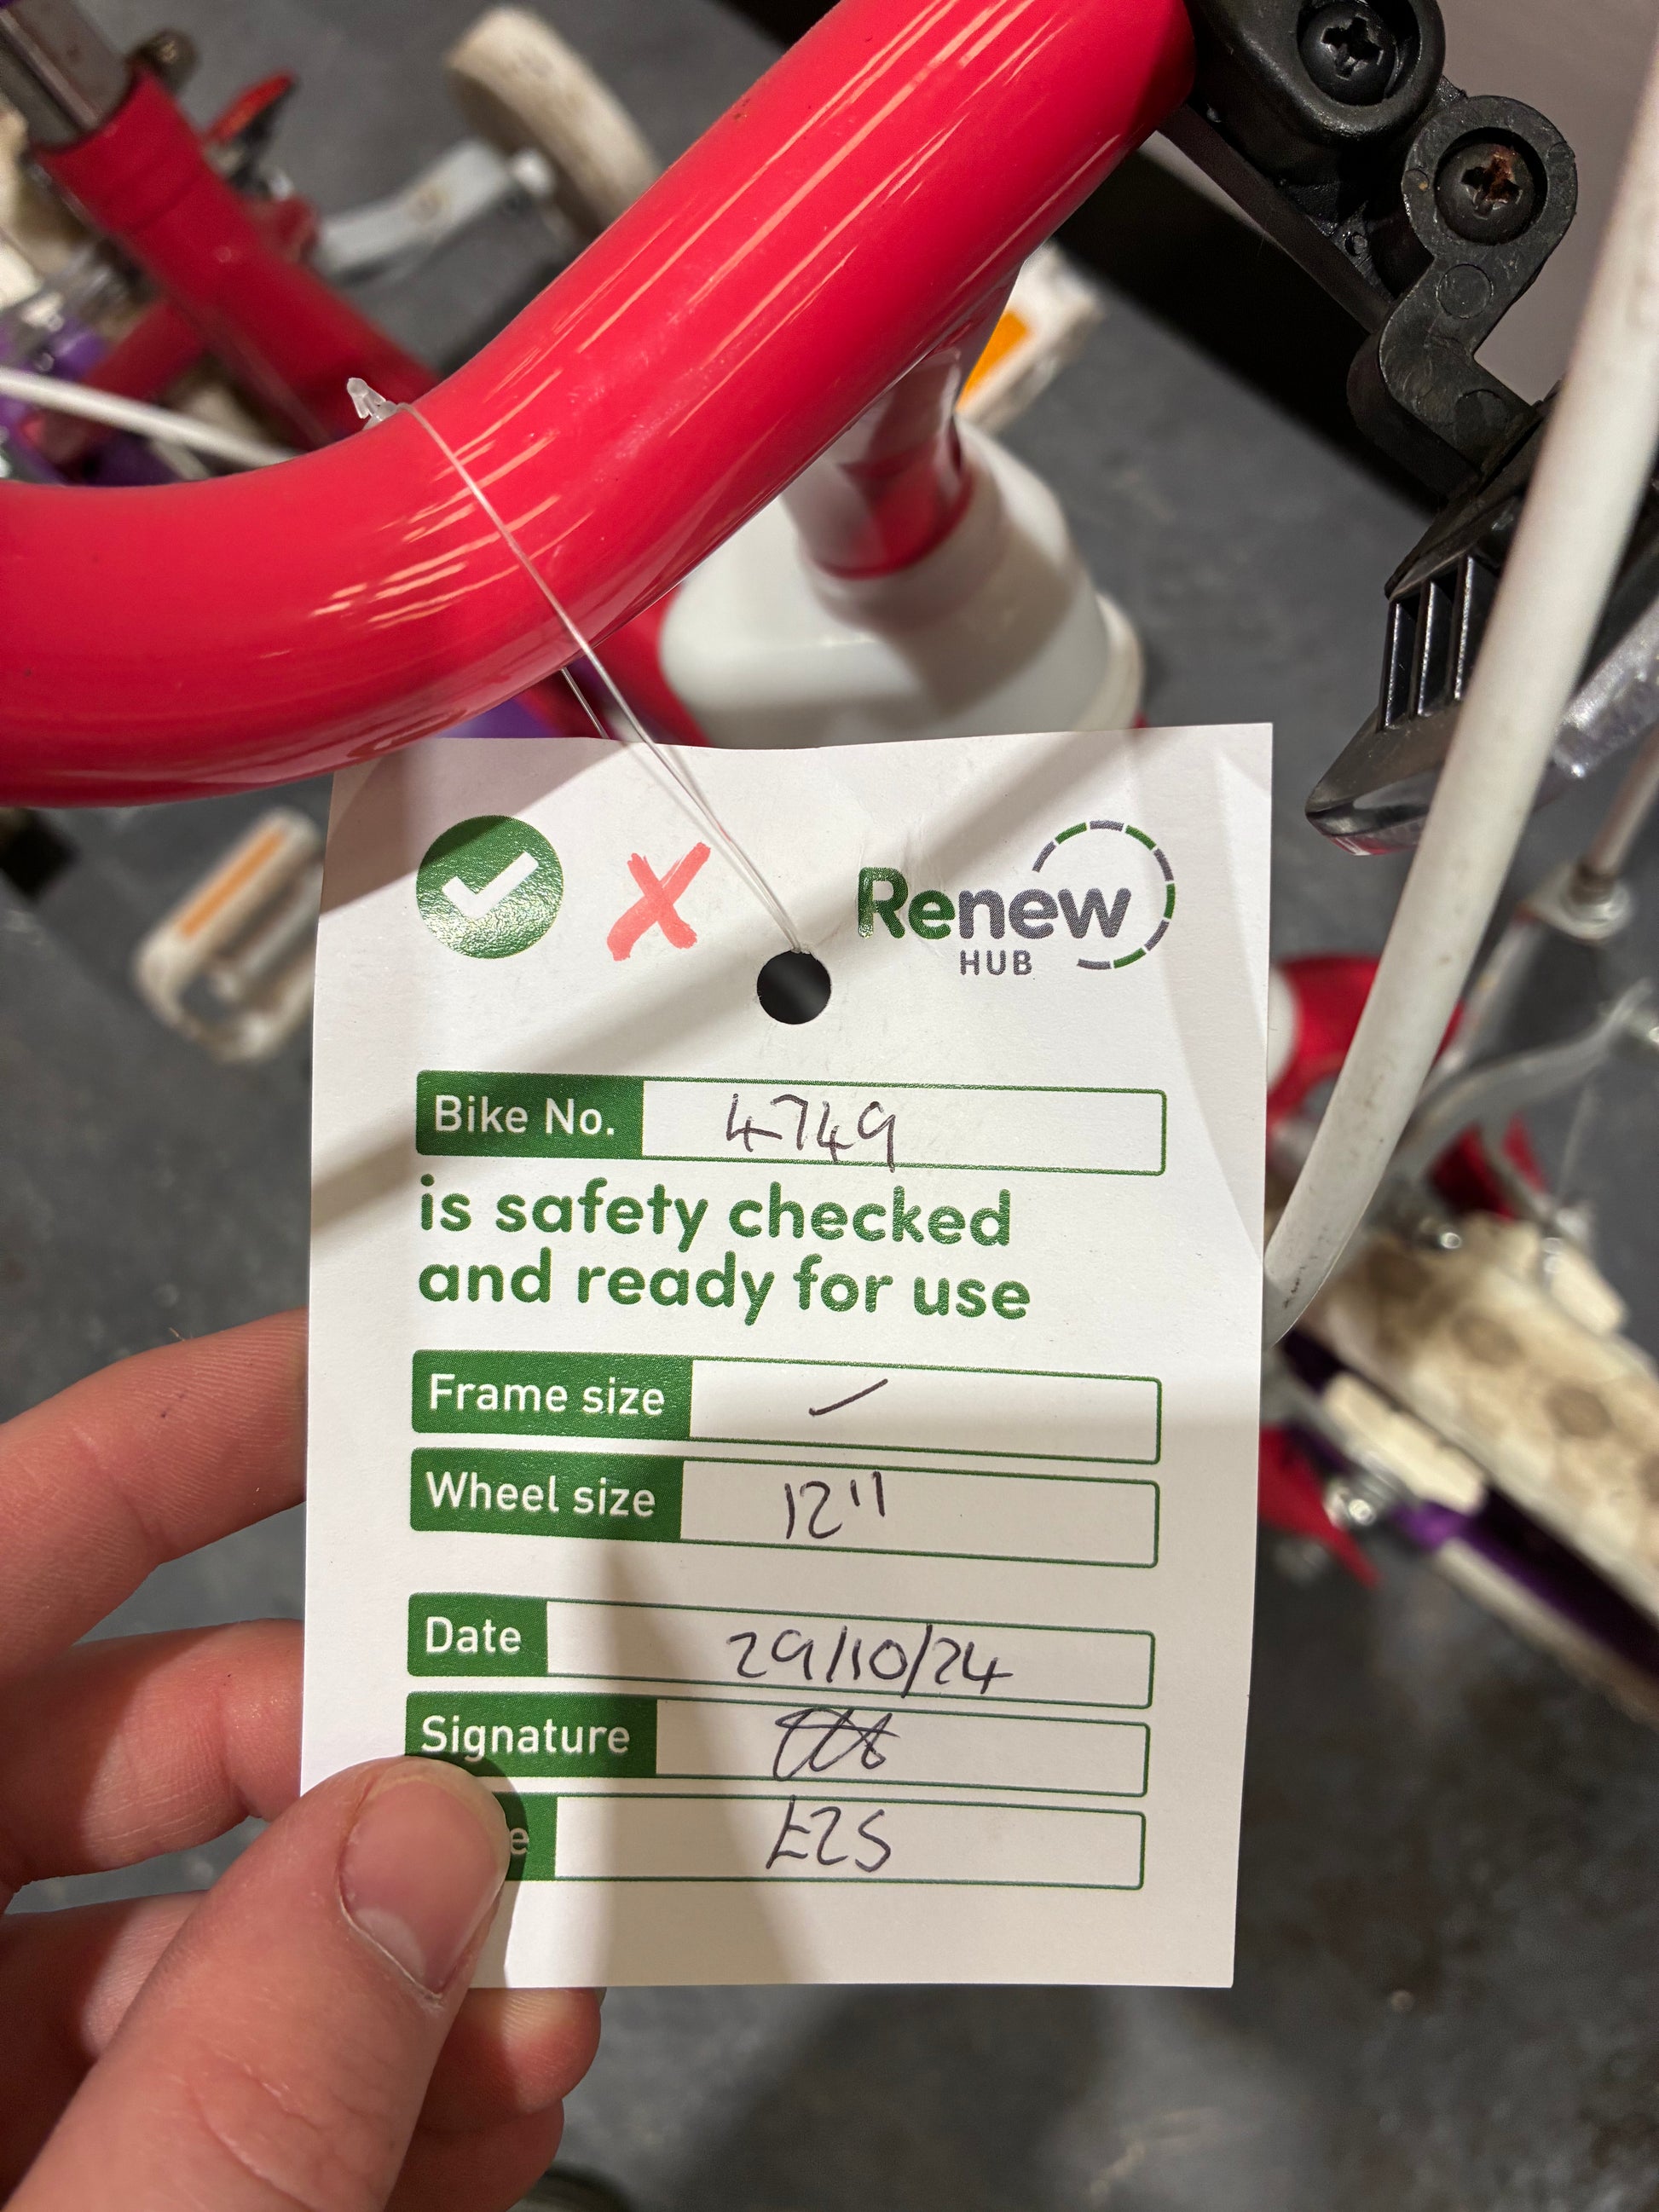 Renew
HUB
Bike No. 4749
is safety checked
and ready for use
Frame size –
Wheel size 12"
Date 29/10/24
Signature
£25